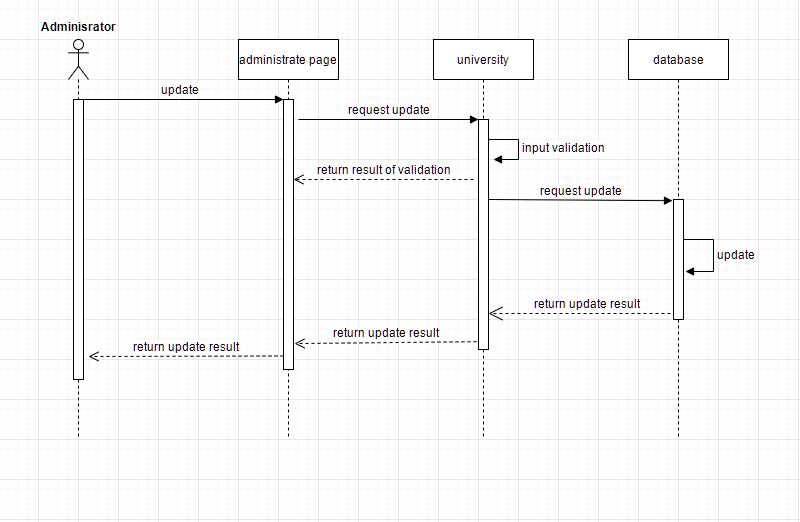 Adminisrator
administrate page
university
database
update
request update
input validation
return result of validation
request update
update
return update result
return update result
return update result